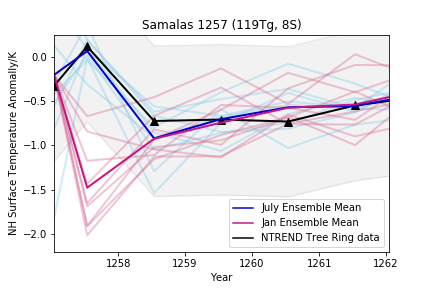 Samalas 1257 (119Tg, 8S)
NH Surface Temperature Anomaly/K
0.0
−0.5
−1.0
−1.5
−2.0
July Ensemble Mean
Jan Ensemble Mean
NTREND Tree Ring data
1258
1259
1260
1261
1262
Year